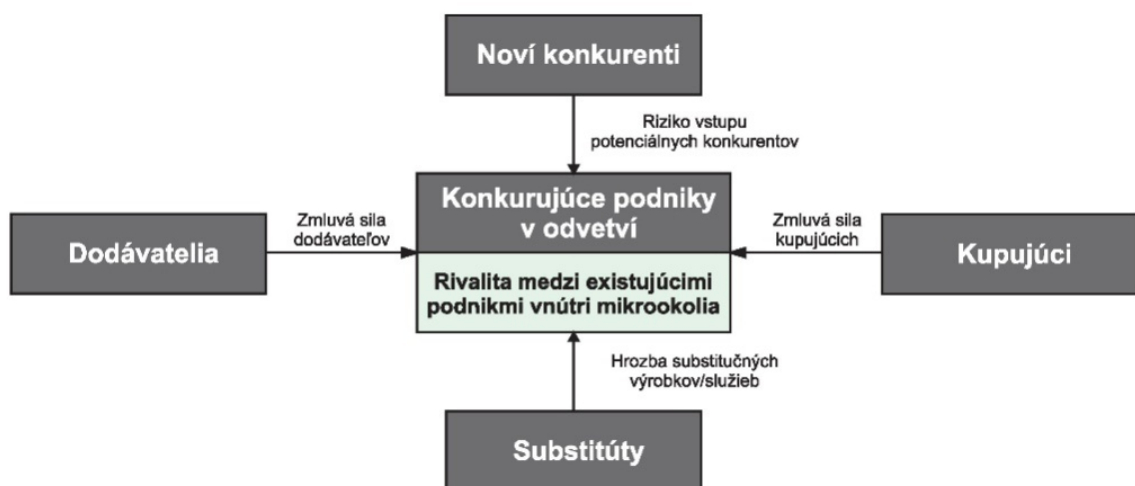 Noví konkurenti
Riziko vstupu
potenciálnych konkurentov
Konkurujúce podniky
v odvetví
Dodávatelia
Zmluvá sila
dodávateľov
Zmluvá sila
kupujúcich
Kupujúci
Rivalita medzi existujúcimi
podnikmi vnútri mikrookolia
Hrozba substitučných
výrobkov/služieb
Substitúty